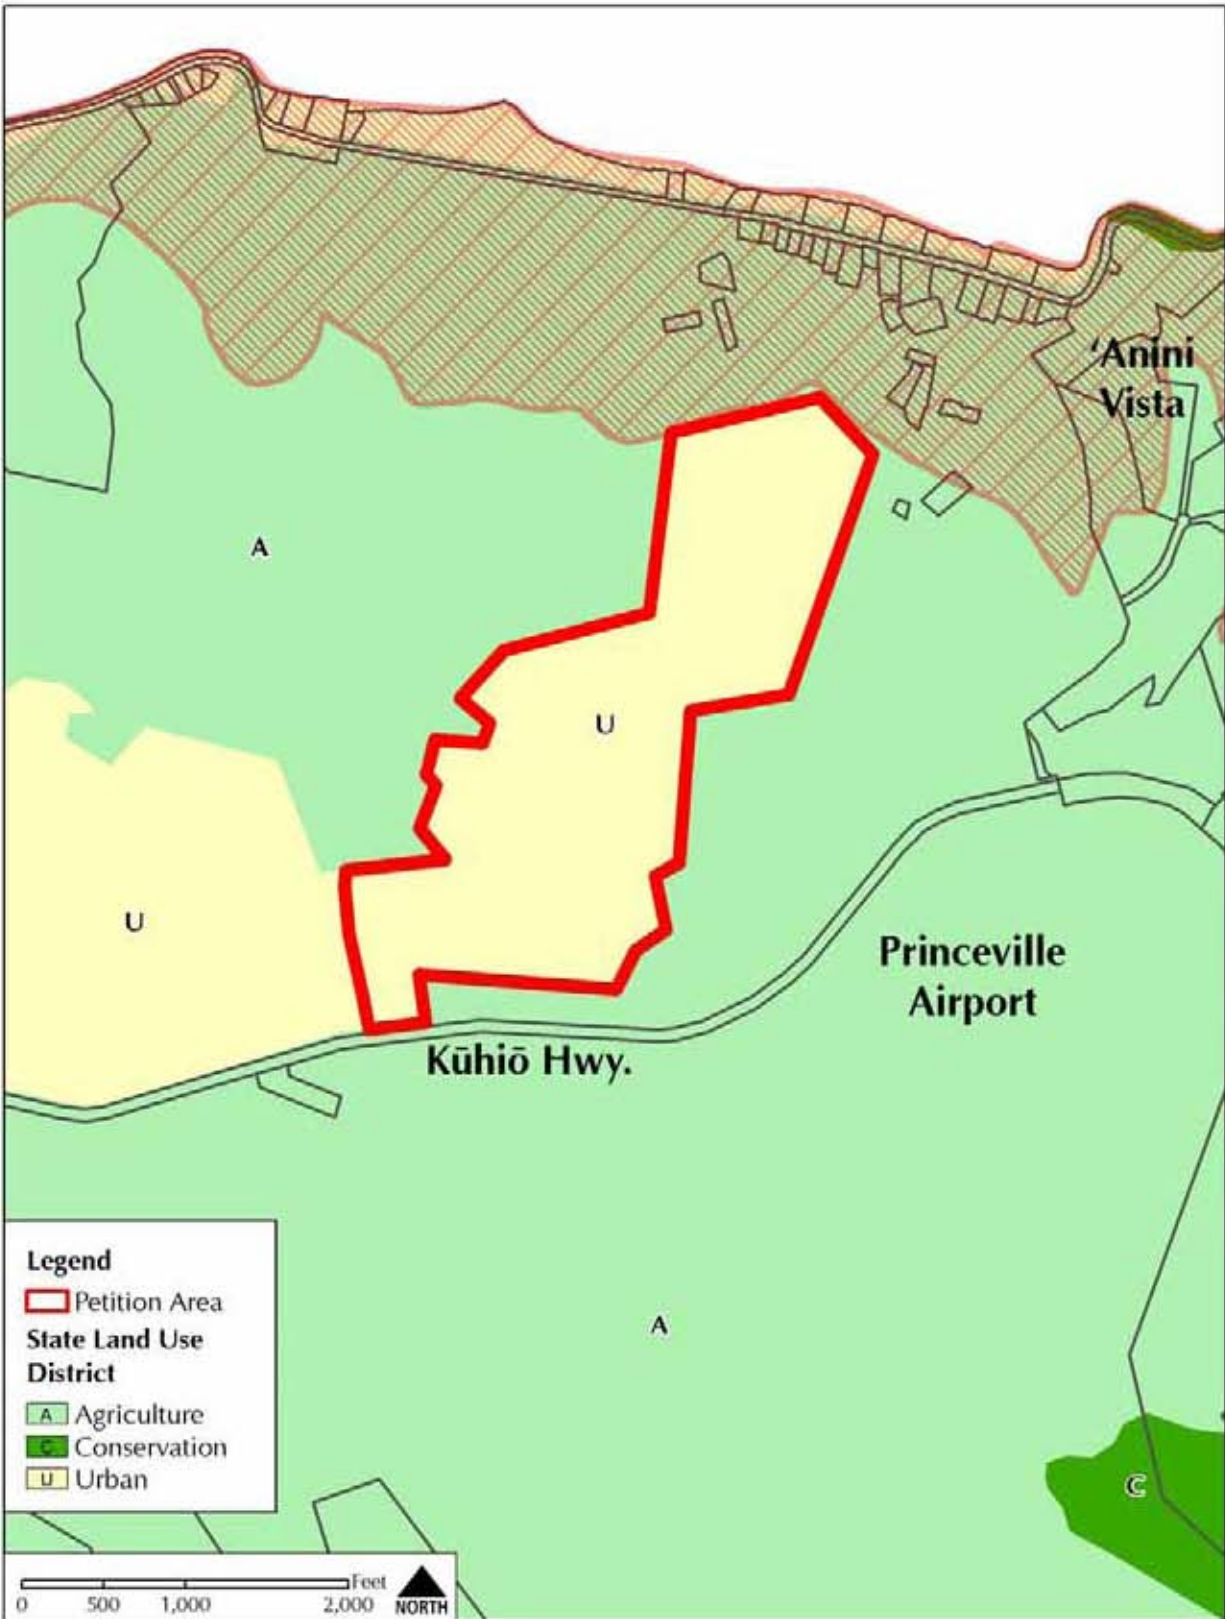 'Anini
Vista
A
U
U
Princeville
Airport
Kūhiō Hwy.
A
C
Legend
Petition Area
State Land Use
District
A Agriculture
C Conservation
U Urban
Feet
0 500 1,000 2,000 NORTH